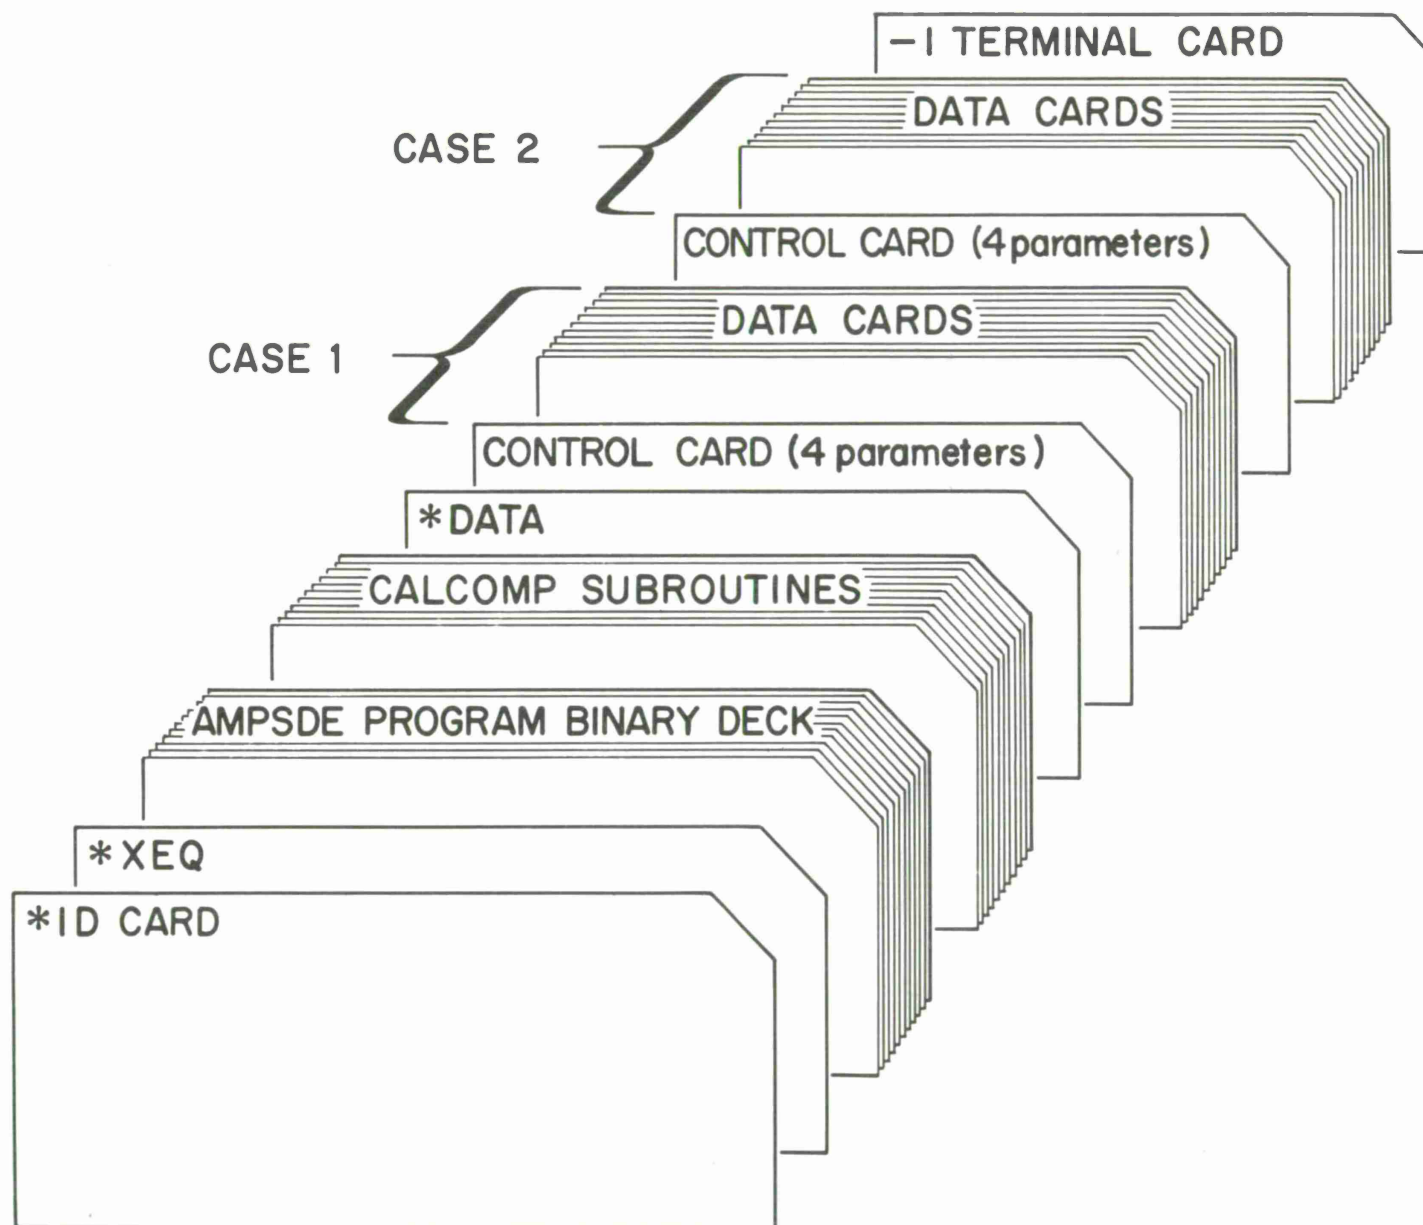 -1 TERMINAL CARD
DATA CARDS
CASE 2
CONTROL CARD (4 parameters)
DATA CARDS
CASE 1
CONTROL CARD (4 parameters)
*DATA
CALCOMP SUBROUTINES
AMPSDE PROGRAM BINARY DECK
*XEQ
*ID CARD